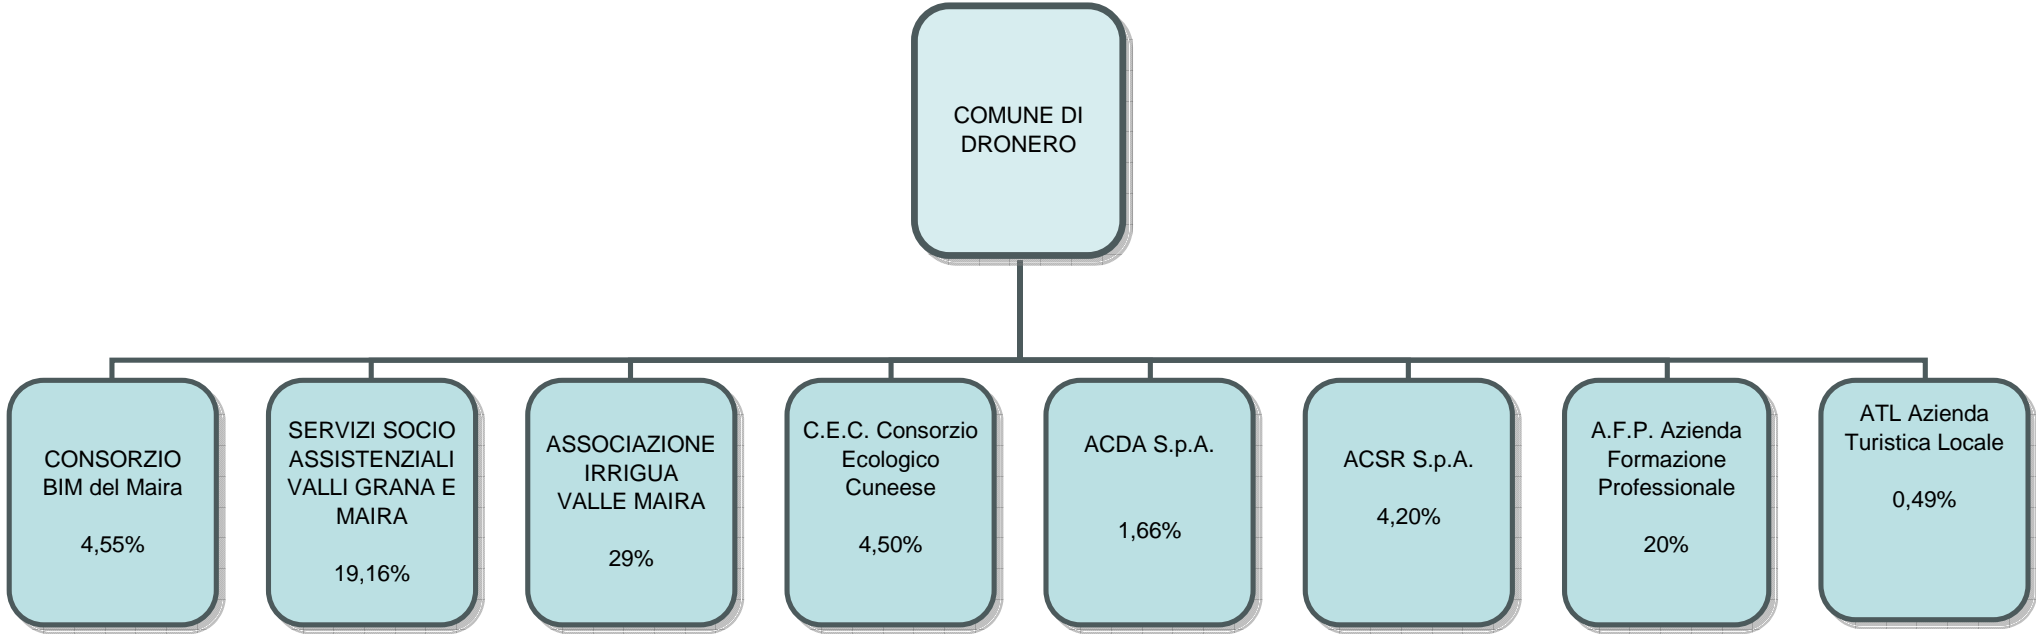 COMUNE DI
DRONERO
CONSORZIO
BIM del Maira
4,55%
SERVIZI SOCIO
ASSISTENZIALI
VALLI GRANA E
MAIRA
19,16%
ASSOCIAZIONE
IRRIGUA
VALLE MAIRA
29%
C.E.C. Consorzio
Ecologico
Cuneese
4,50%
ACDA S.p.A.
1,66%
ACSR S.p.A.
4,20%
A.F.P. Azienda
Formazione
Professionale
20%
ATL Azienda
Turistica Locale
0,49%